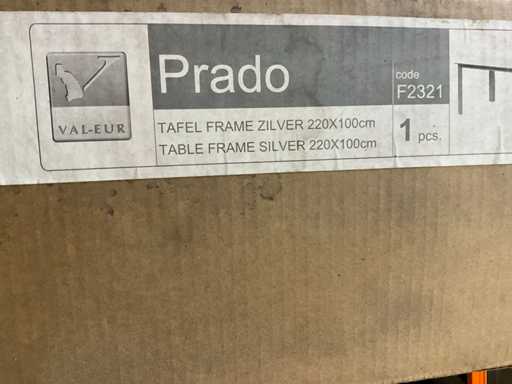 Prado
code
F2321
VAL-EUR
TAFEL FRAME ZILVER 220X100cm
TABLE FRAME SILVER 220X100cm
1 pcs.